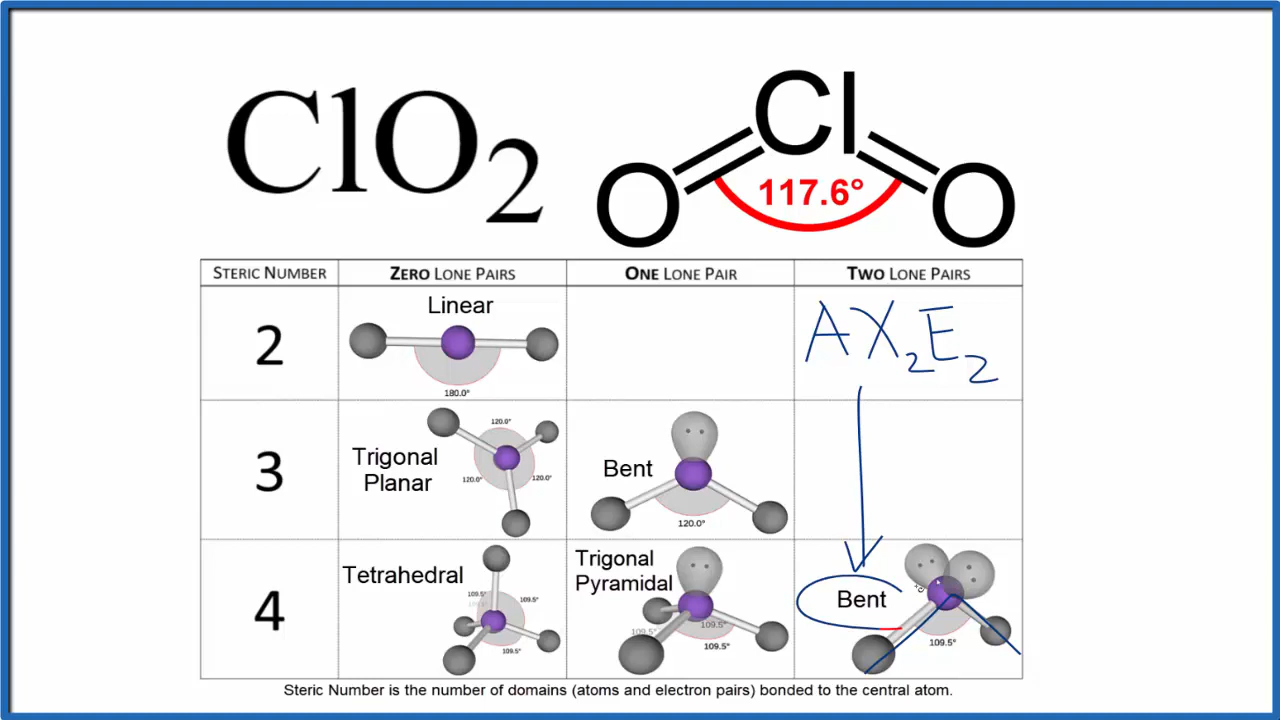 ClO2
Cl
O O
117.6°
STERIC NUMBER ZERO LONE PAIRS ONE LONE PAIR TWO LONE PAIRS
2
Linear
180.0°
AX2E2
3
Trigonal
Planar
120.0°
120.0°
120.0°
Bent
120.0°
4
Tetrahedral
109.5°
109.5°
109.5°
109.5°
Trigonal
Pyramidal
109.5°
109.5°
109.5°
Bent
109.5°
Steric Number is the number of domains (atoms and electron pairs) bonded to the central atom.